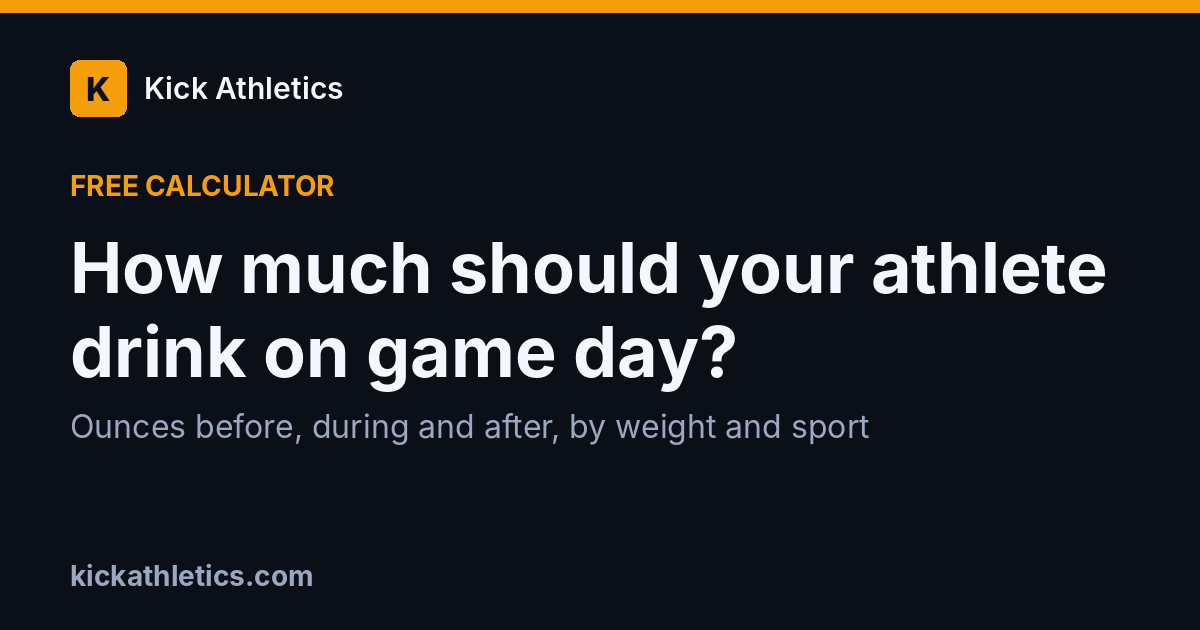 K
Kick Athletics
FREE CALCULATOR
How much should your athlete
drink on game day?
Ounces before, during and after, by weight and sport
kickathletics.com